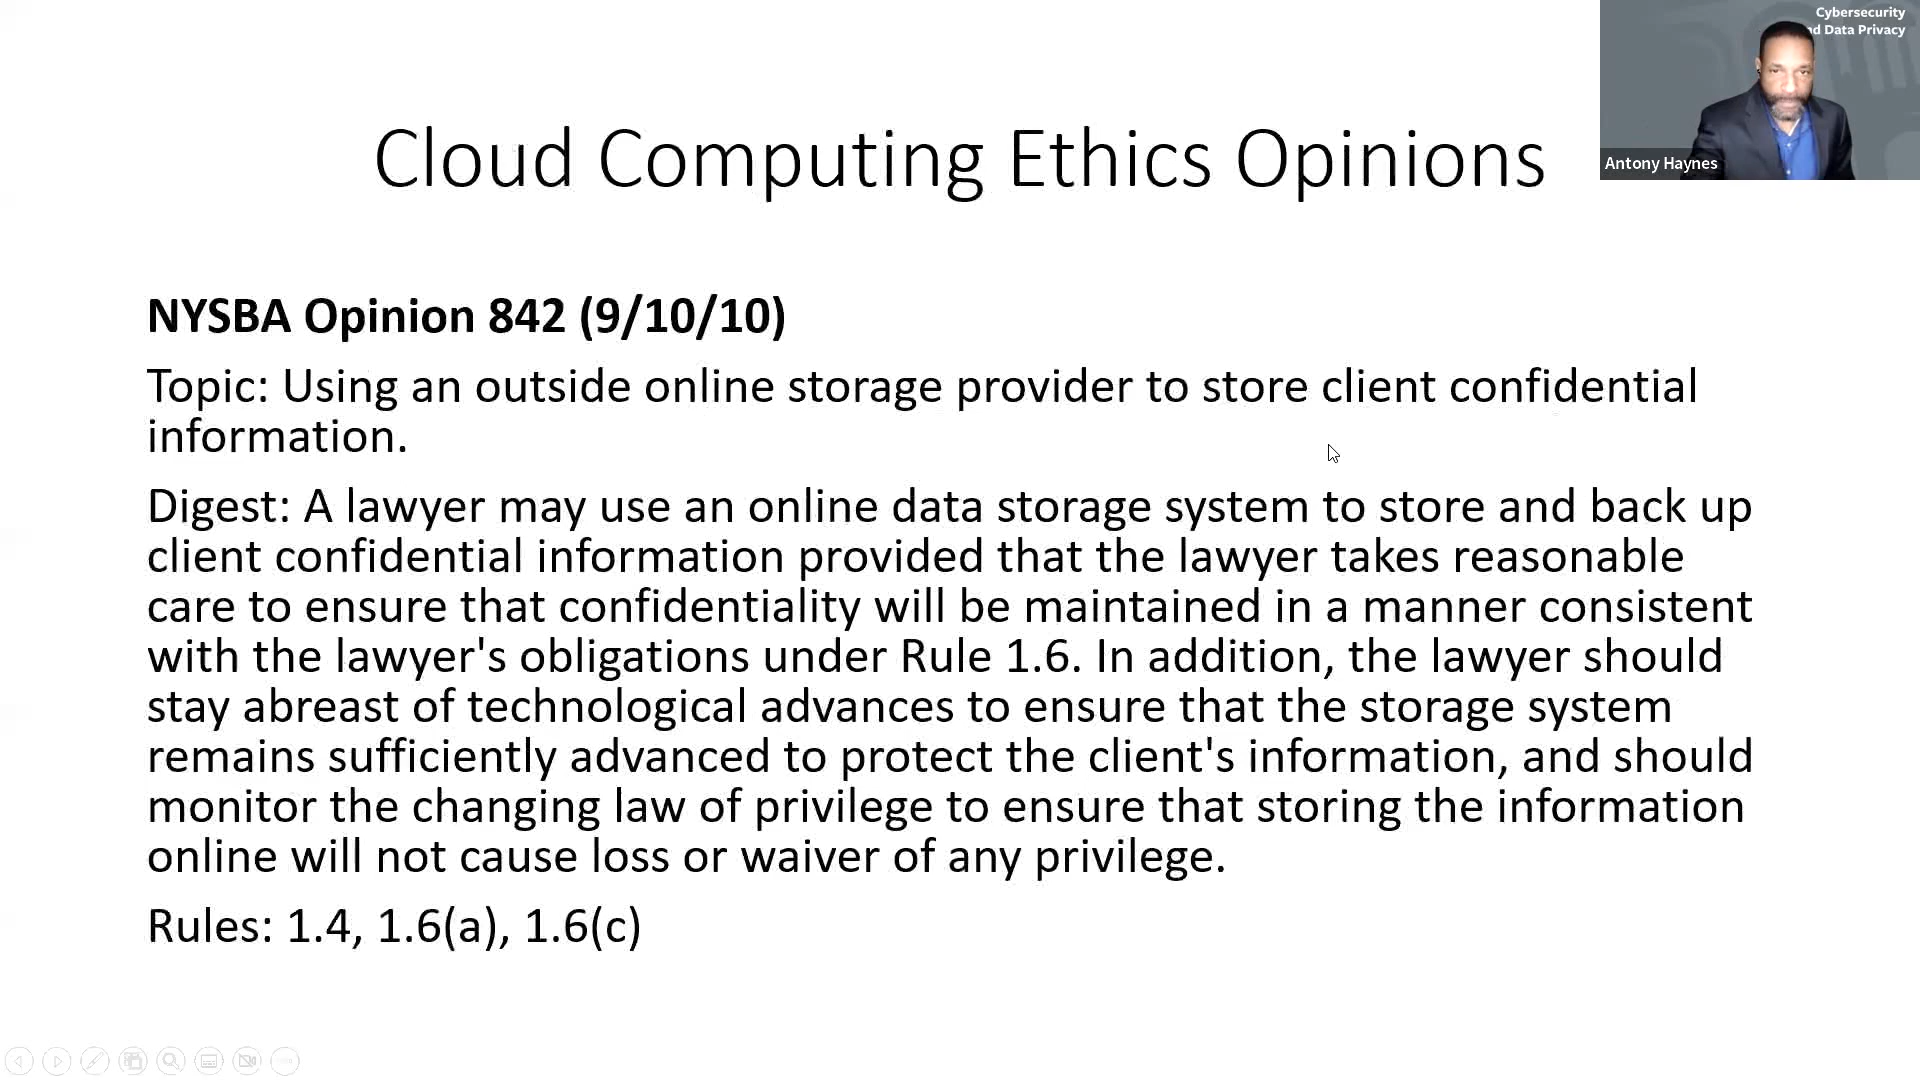 Cybersecurity
nd Data Privacy
Antony Haynes
Cloud Computing Ethics Opinions
NYSBA Opinion 842 (9/10/10)
Topic: Using an outside online storage provider to store client confidential
information.
Digest: A lawyer may use an online data storage system to store and back up
client confidential information provided that the lawyer takes reasonable
care to ensure that confidentiality will be maintained in a manner consistent
with the lawyer's obligations under Rule 1.6. In addition, the lawyer should
stay abreast of technological advances to ensure that the storage system
remains sufficiently advanced to protect the client's information, and should
monitor the changing law of privilege to ensure that storing the information
online will not cause loss or waiver of any privilege.
Rules: 1.4, 1.6(a), 1.6(c)